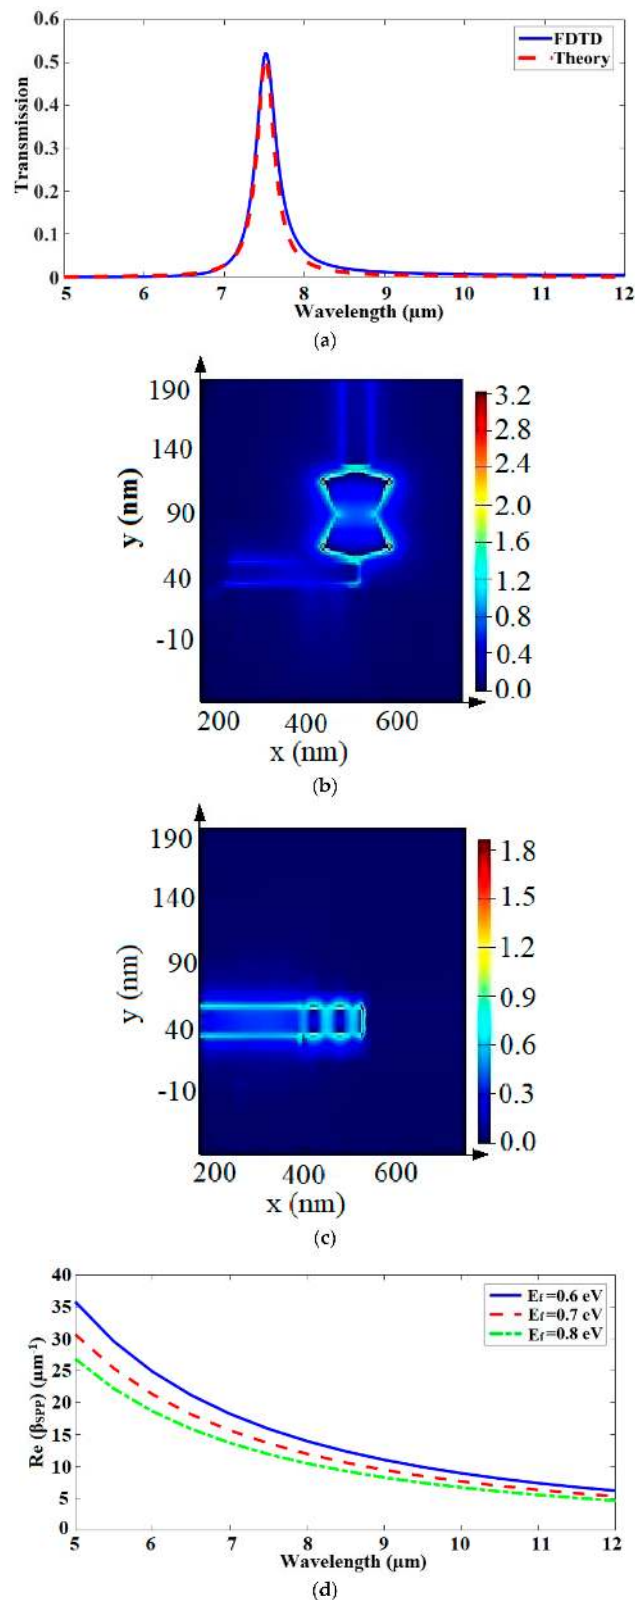 0.6
FDTD
Theory
0.5
0.4
0.3
0.2
0.1
0
Transmission
5 6 7 8 9 10 11 12
Wavelength (µm)
(a)
190
140
90
40
-10
y (nm)
3.2
2.8
2.4
2.0
1.6
1.2
0.8
0.4
0.0
200 400 600
x (nm)
(b)
190
140
90
40
-10
y (nm)
1.8
1.5
1.2
0.9
0.6
0.3
0.0
200 400 600
x (nm)
(c)
40
35
30
25
20
15
10
5
0
Re (βSPP) (µm⁻¹)
Ef=0.6 eV
Ef=0.7 eV
Ef=0.8 eV
5 6 7 8 9 10 11 12
Wavelength (µm)
(d)